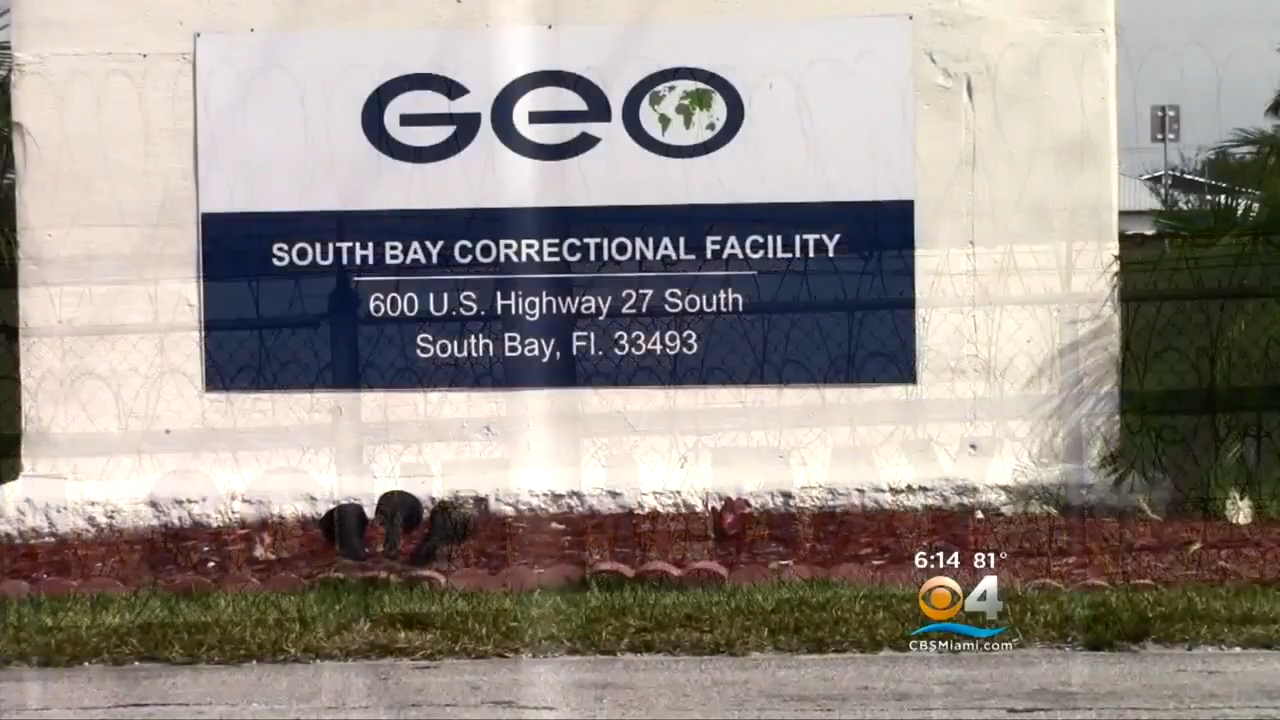 GEO
SOUTH BAY CORRECTIONAL FACILITY
600 U.S. Highway 27 South
South Bay, Fl. 33493
6:14 81°
4
CBSMiami.com